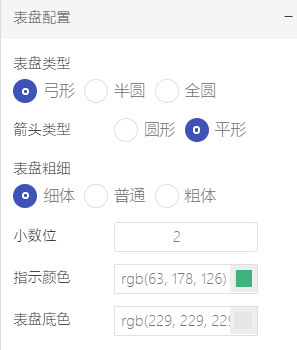 表盘配置
表盘类型
弓形 半圆 全圆
箭头类型 圆形 平形
表盘粗细
细体 普通 粗体
小数位 2
指示颜色 rgb(63, 178, 126)
表盘底色 rgb(229, 229, 229